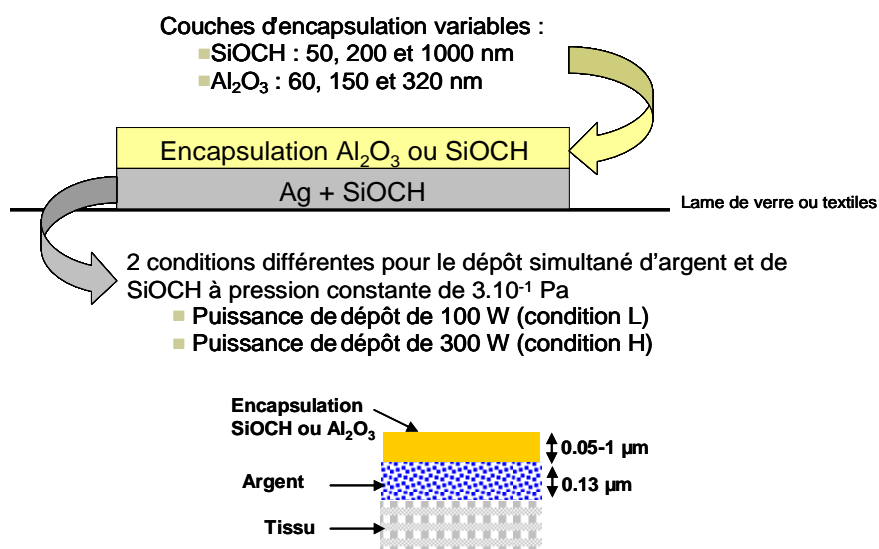 Couches d'encapsulation variables :
SiOCH : 50, 200 et 1000 nm
Al₂O₃ : 60, 150 et 320 nm
Encapsulation Al₂O₃ ou SiOCH
Ag + SiOCH
Lame de verre ou textiles
2 conditions différentes pour le dépôt simultané d'argent et de
SiOCH à pression constante de 3.10⁻¹ Pa
Puissance de dépôt de 100 W (condition L)
Puissance de dépôt de 300 W (condition H)
Encapsulation
SiOCH ou Al₂O₃
0.05-1 µm
Argent
0.13 µm
Tissu